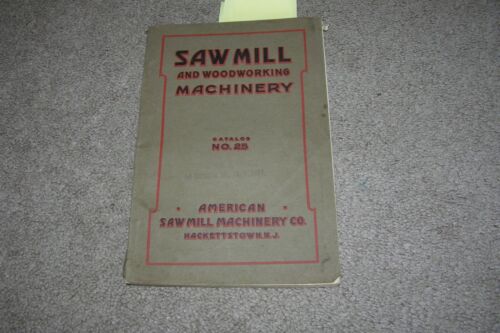 SAW MILL
AND WOODWORKING
MACHINERY
CATALOG
NO. 25
AMERICAN
SAW MILL MACHINERY CO.
HACKETTSTOWN, N.J.